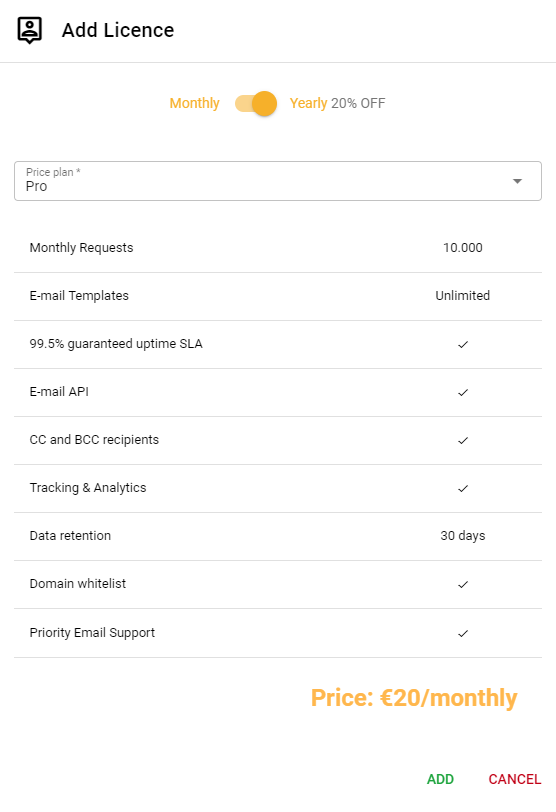 Add Licence
Monthly Yearly 20% OFF
Price plan *
Pro
Monthly Requests 10.000
E-mail Templates Unlimited
99.5% guaranteed uptime SLA ✓
E-mail API ✓
CC and BCC recipients ✓
Tracking & Analytics ✓
Data retention 30 days
Domain whitelist ✓
Priority Email Support ✓
Price: €20/monthly
ADD CANCEL